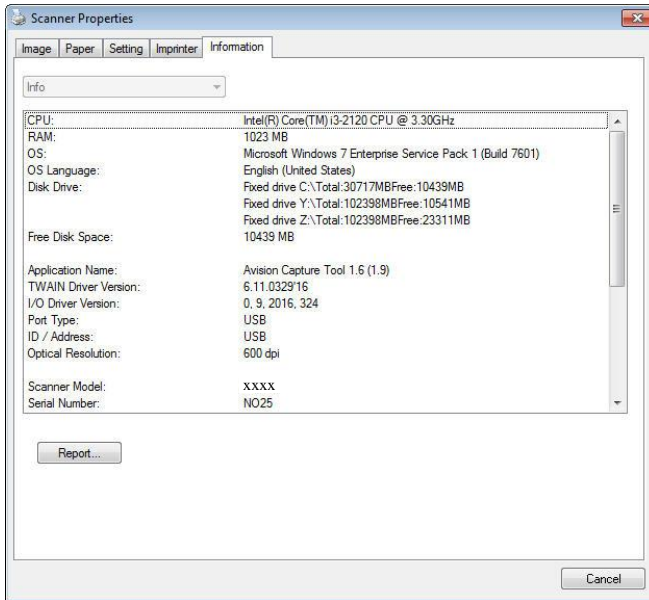 Scanner Properties
Image Paper Setting Imprinter Information
Info
CPU: Intel(R) Core(TM) i3-2120 CPU @ 3.30GHz
RAM: 1023 MB
OS: Microsoft Windows 7 Enterprise Service Pack 1 (Build 7601)
OS Language: English (United States)
Disk Drive: Fixed drive C:\Total:30717MBFree:10439MB
Fixed drive Y:\Total:102398MBFree:10541MB
Fixed drive Z:\Total:102398MBFree:23311MB
Free Disk Space: 10439 MB
Application Name: Avision Capture Tool 1.6 (1.9)
TWAIN Driver Version: 6.11.0329'16
I/O Driver Version: 0, 9, 2016, 324
Port Type: USB
ID / Address: USB
Optical Resolution: 600 dpi
Scanner Model: xxxx
Serial Number: NO25
Report...
Cancel